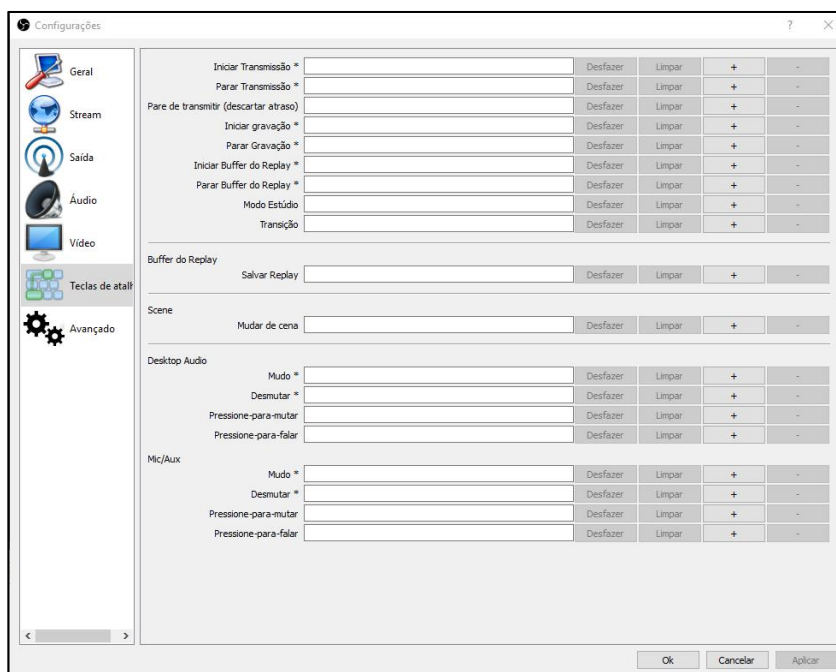 Configurações ? ×
Geral
Stream
Saída
Áudio
Vídeo
Teclas de atalh
Avançado
Iniciar Transmissão * Desfazer Limpar + -
Parar Transmissão * Desfazer Limpar + -
Pare de transmitir (descartar atraso) Desfazer Limpar + -
Iniciar gravação * Desfazer Limpar + -
Parar Gravação * Desfazer Limpar + -
Iniciar Buffer do Replay * Desfazer Limpar + -
Parar Buffer do Replay * Desfazer Limpar + -
Modo Estúdio Desfazer Limpar + -
Transição Desfazer Limpar + -
Buffer do Replay
Salvar Replay Desfazer Limpar + -
Scene
Mudar de cena Desfazer Limpar + -
Desktop Audio
Mudo * Desfazer Limpar + -
Desmutar * Desfazer Limpar + -
Pressione-para-mutar Desfazer Limpar + -
Pressione-para-falar Desfazer Limpar + -
Mic/Aux
Mudo * Desfazer Limpar + -
Desmutar * Desfazer Limpar + -
Pressione-para-mutar Desfazer Limpar + -
Pressione-para-falar Desfazer Limpar + -
Ok Cancelar Aplicar